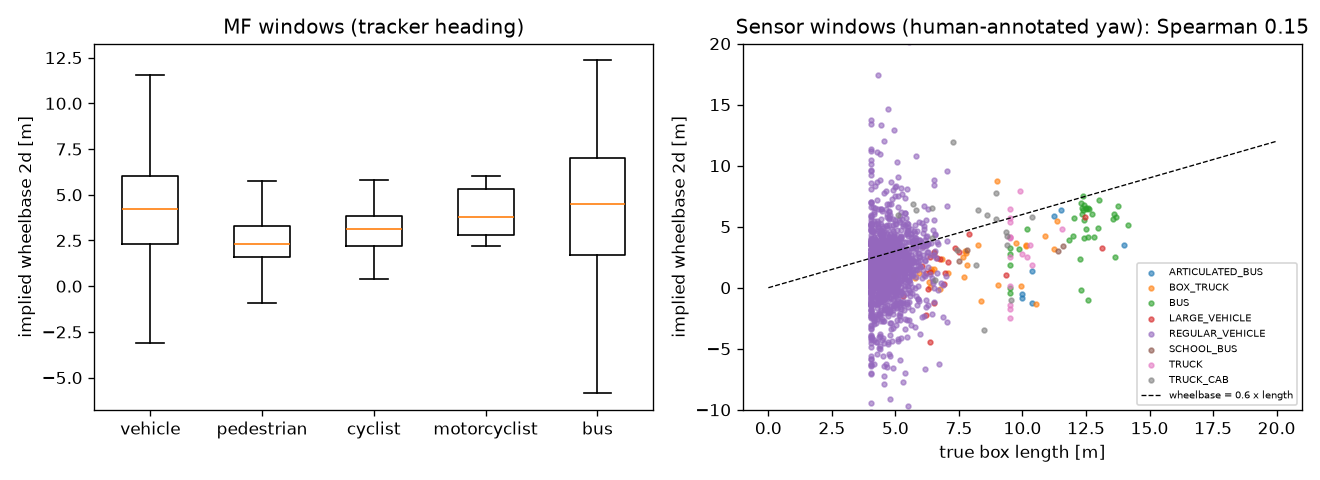 MF windows (tracker heading)
implied wheelbase 2d [m]
12.5
10.0
7.5
5.0
2.5
0.0
−2.5
−5.0
vehicle pedestrian cyclist motorcyclist bus
Sensor windows (human-annotated yaw): Spearman 0.15
implied wheelbase 2d [m]
20
15
10
5
0
−5
−10
ARTICULATED_BUS
BOX_TRUCK
BUS
LARGE_VEHICLE
REGULAR_VEHICLE
SCHOOL_BUS
TRUCK
TRUCK_CAB
wheelbase = 0.6 x length
0.0 2.5 5.0 7.5 10.0 12.5 15.0 17.5 20.0
true box length [m]